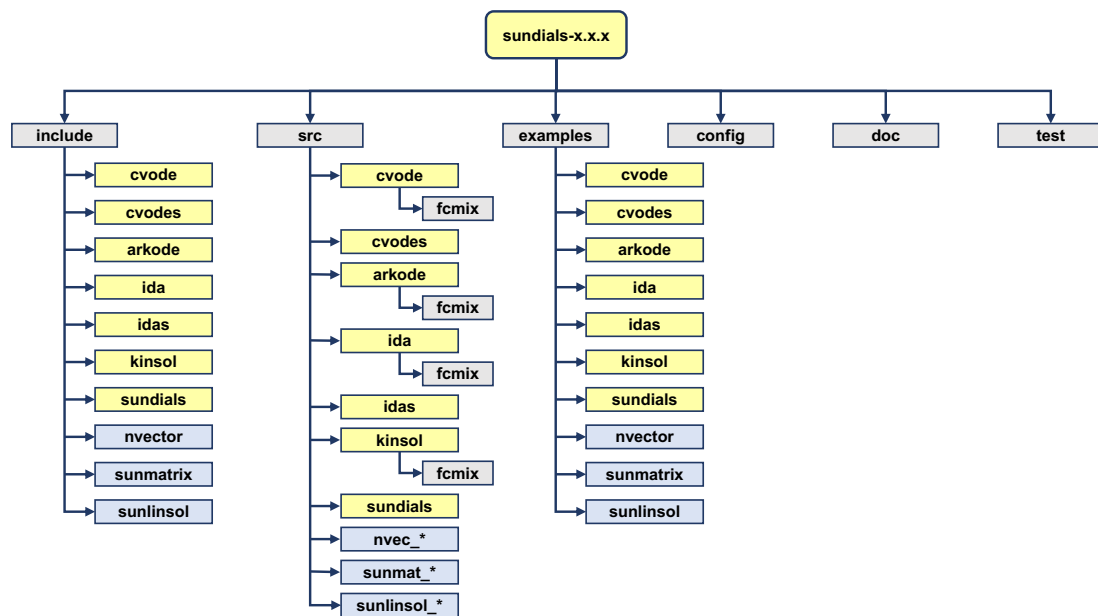 sundials-x.x.x
include
src
examples
config
doc
test
cvode
cvodes
arkode
ida
idas
kinsol
sundials
nvector
sunmatrix
sunlinsol
cvode
fcmix
cvodes
arkode
fcmix
ida
fcmix
idas
kinsol
fcmix
sundials
nvec_*
sunmat_*
sunlinsol_*
cvode
cvodes
arkode
ida
idas
kinsol
sundials
nvector
sunmatrix
sunlinsol